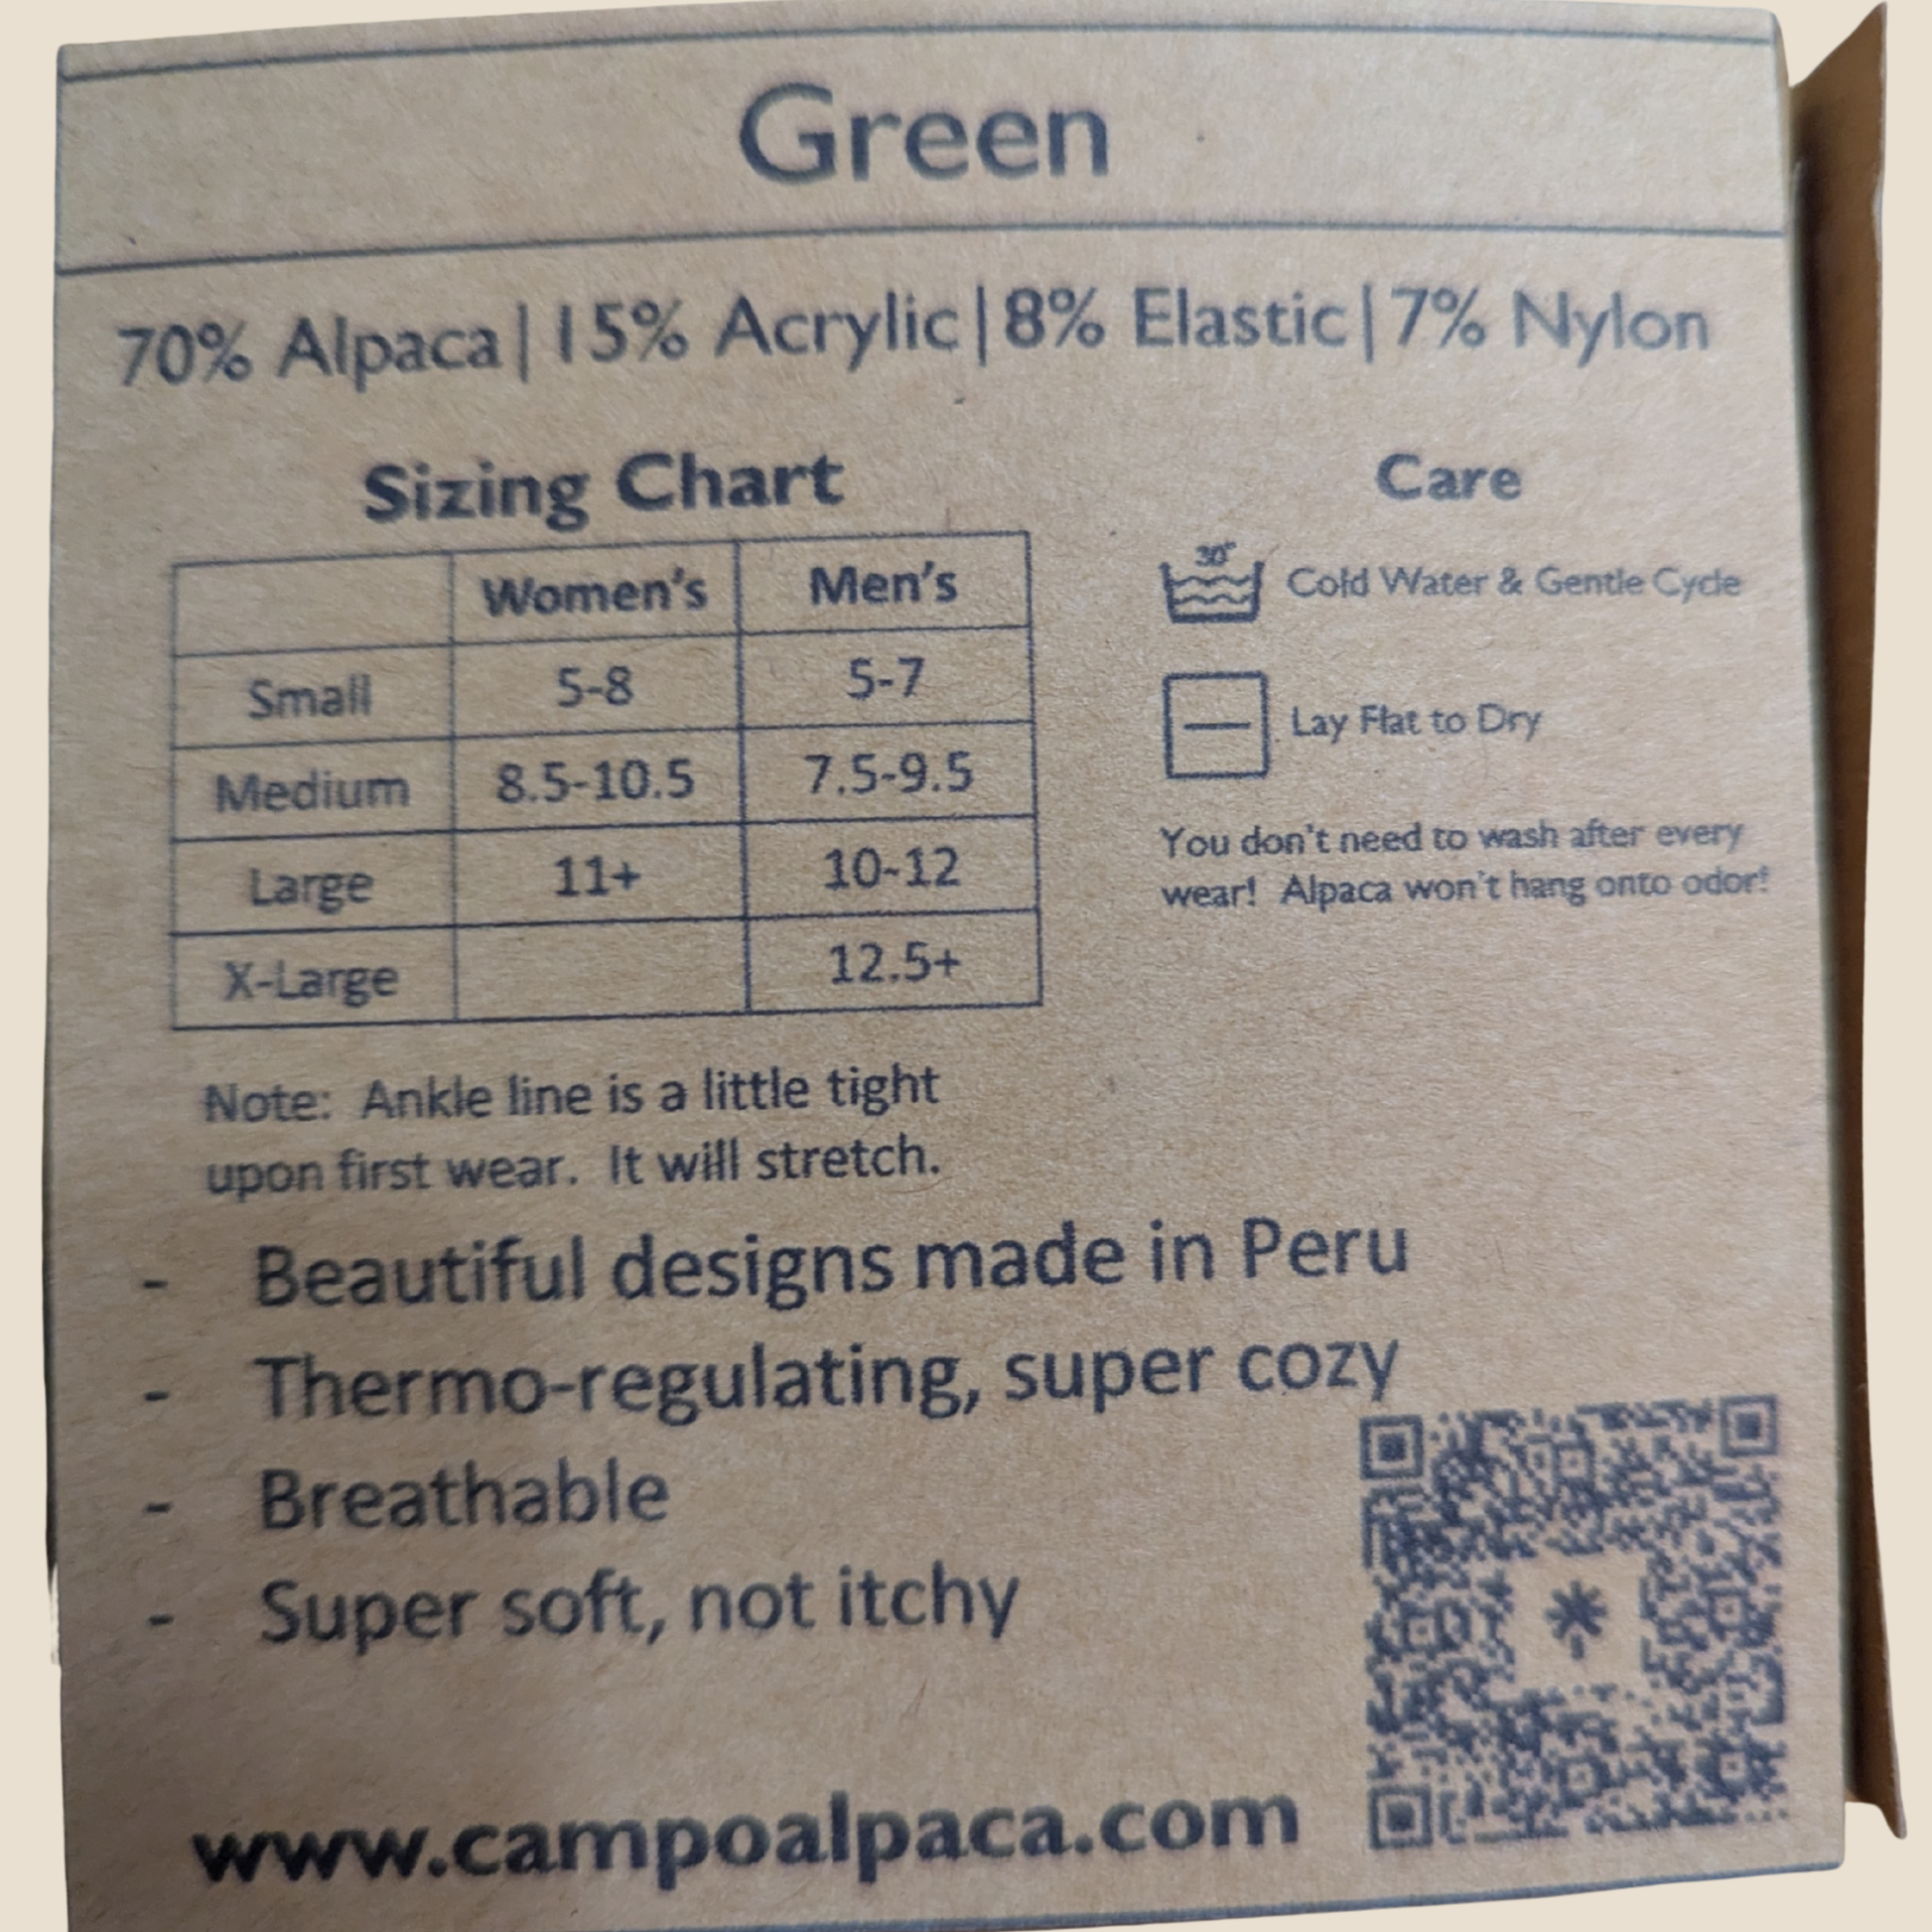 Green
70% Alpaca|15% Acrylic|8% Elastic|7% Nylon
Sizing Chart
Women's Men's
Small 5-8 5-7
Medium 8.5-10.5 7.5-9.5
Large 11+ 10-12
X-Large 12.5+
Note: Ankle line is a little tight
upon first wear. It will stretch.
Care
30° Cold Water & Gentle Cycle
Lay Flat to Dry
You don't need to wash after every
wear! Alpaca won't hang onto odor!
- Beautiful designs made in Peru
- Thermo-regulating, super cozy
- Breathable
- Super soft, not itchy
www.campoalpaca.com